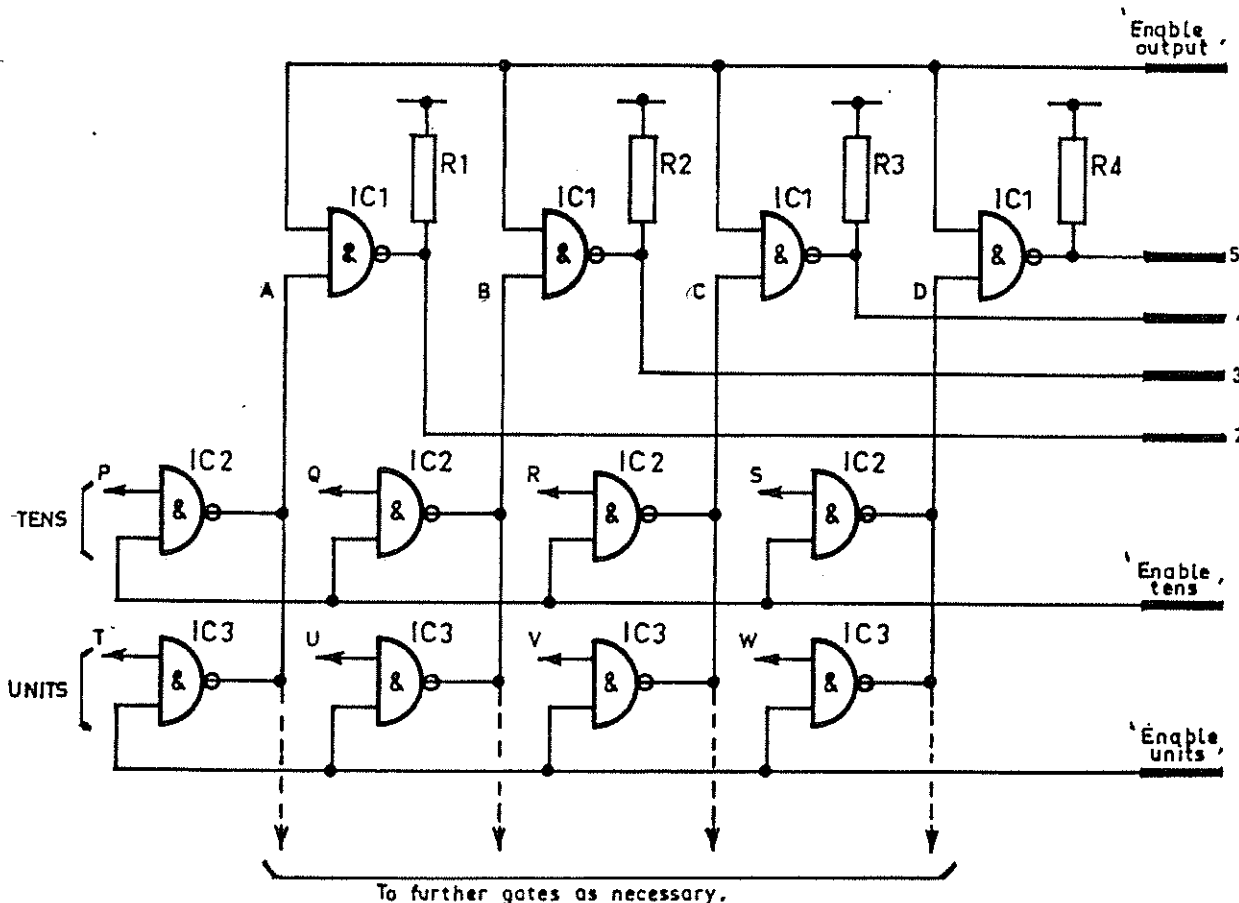 'Enable
output'
R1
R2
R3
R4
IC1
IC1
IC1
IC1
&
&
&
&
5
A
B
C
D
4
3
2
IC2
IC2
IC2
IC2
P
Q
R
S
TENS
&
&
&
&
'Enable
tens'
IC3
IC3
IC3
IC3
T
U
V
W
UNITS
&
&
&
&
'Enable
units'
To further gates as necessary.